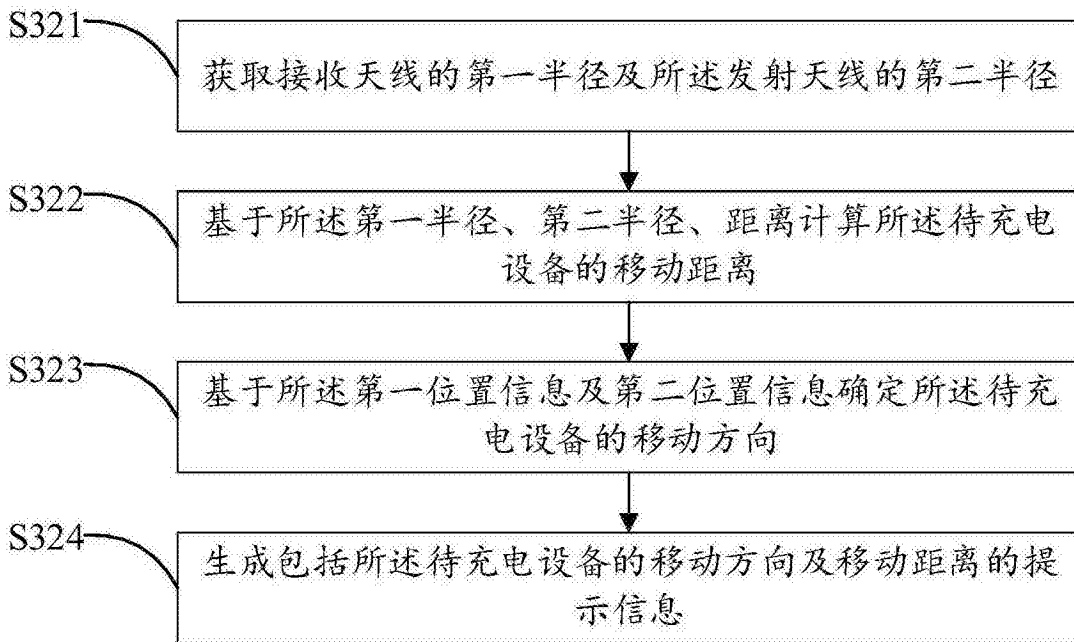 S321
获取接收天线的第一半径及所述发射天线的第二半径
S322
基于所述第一半径、第二半径、距离计算所述待充电
设备的移动距离
S323
基于所述第一位置信息及第二位置信息确定所述待充
电设备的移动方向
S324
生成包括所述待充电设备的移动方向及移动距离的提
示信息